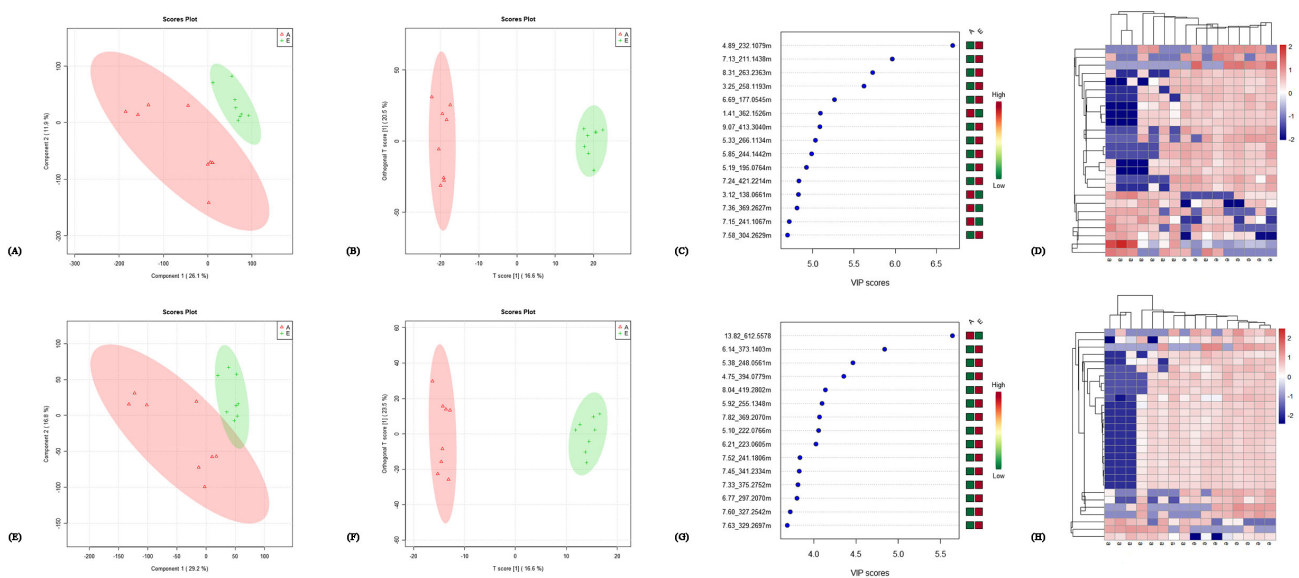 Scores Plot
A
E
100
0
-100
-200
Component 2 ( 11.9 %)
-200
-100
0
100
Component 1 ( 26.1 %)
(A)
Scores Plot
A
E
50
0
-50
Orthogonal T score [1] ( 20.5 %)
-20
-10
0
10
20
T score [1] ( 16.6 %)
(B)
A E
4.89_232.1079m
7.13_211.1438m
8.31_263.2363m
3.25_258.1193m
6.69_177.0545m
1.41_362.1526m
9.07_413.3040m
5.33_266.1134m
5.85_244.1442m
5.19_195.0764m
7.24_421.2214m
3.12_138.0661m
7.36_369.2627m
7.15_241.1067m
7.58_304.2629m
High
Low
5.0
5.5
6.0
6.5
VIP scores
(C)
2
1
0
-1
-2
(D)
Scores Plot
A
E
100
50
0
-50
-100
-150
Component 2 ( 16.8 %)
-200
-150
-100
-50
0
50
100
Component 1 ( 29.2 %)
(E)
Scores Plot
A
E
60
40
20
0
-20
-40
-60
Orthogonal T score [1] ( 23.5 %)
-20
-10
0
10
20
T score [1] ( 16.6 %)
(F)
A E
13.82_612.5578
6.14_373.1403m
5.38_248.0561m
4.75_394.0779m
8.04_419.2802m
5.92_255.1348m
7.82_369.2070m
5.10_222.0766m
6.21_223.0605m
7.52_241.1806m
7.45_341.2334m
7.33_375.2752m
6.77_297.2070m
7.60_327.2542m
7.63_329.2697m
High
Low
4.0
4.5
5.0
5.5
VIP scores
(G)
2
1
0
-1
-2
(H)